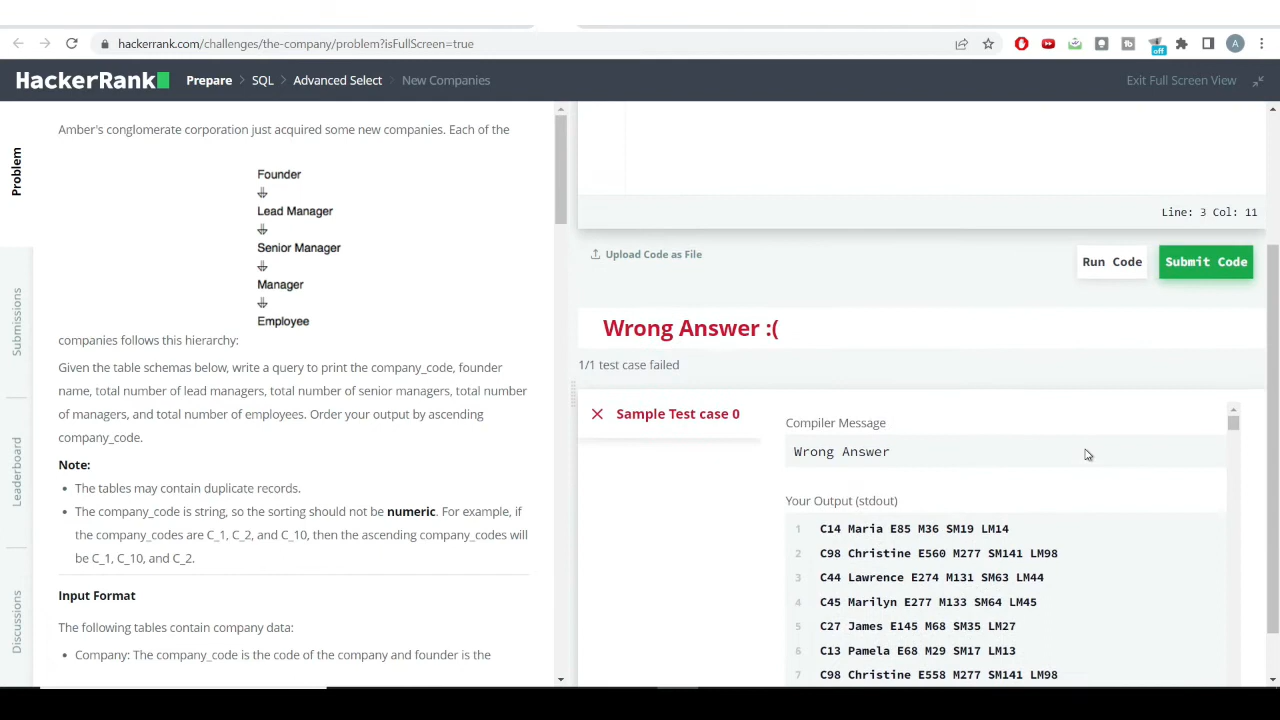 hackerrank.com/challenges/the-company/problem?isFullScreen=true
off
A
HackerRank
Prepare > SQL > Advanced Select > New Companies
Exit Full Screen View
Problem
Submissions
Leaderboard
Discussions
Amber's conglomerate corporation just acquired some new companies. Each of the
Founder
Lead Manager
Senior Manager
Manager
Employee
companies follows this hierarchy:
Given the table schemas below, write a query to print the company_code, founder
name, total number of lead managers, total number of senior managers, total number
of managers, and total number of employees. Order your output by ascending
company_code.
Note:
• The tables may contain duplicate records.
• The company_code is string, so the sorting should not be numeric. For example, if
the company_codes are C_1, C_2, and C_10, then the ascending company_codes will
be C_1, C_10, and C_2.
Input Format
The following tables contain company data:
• Company: The company_code is the code of the company and founder is the
Line: 3 Col: 11
Upload Code as File
Run Code
Submit Code
Wrong Answer :(
1/1 test case failed
Sample Test case 0
Compiler Message
Wrong Answer
Your Output (stdout)
1 C14 Maria E85 M36 SM19 LM14
2 C98 Christine E560 M277 SM141 LM98
3 C44 Lawrence E274 M131 SM63 LM44
4 C45 Marilyn E277 M133 SM64 LM45
5 C27 James E145 M68 SM35 LM27
6 C13 Pamela E68 M29 SM17 LM13
7 C98 Christine E558 M277 SM141 LM98